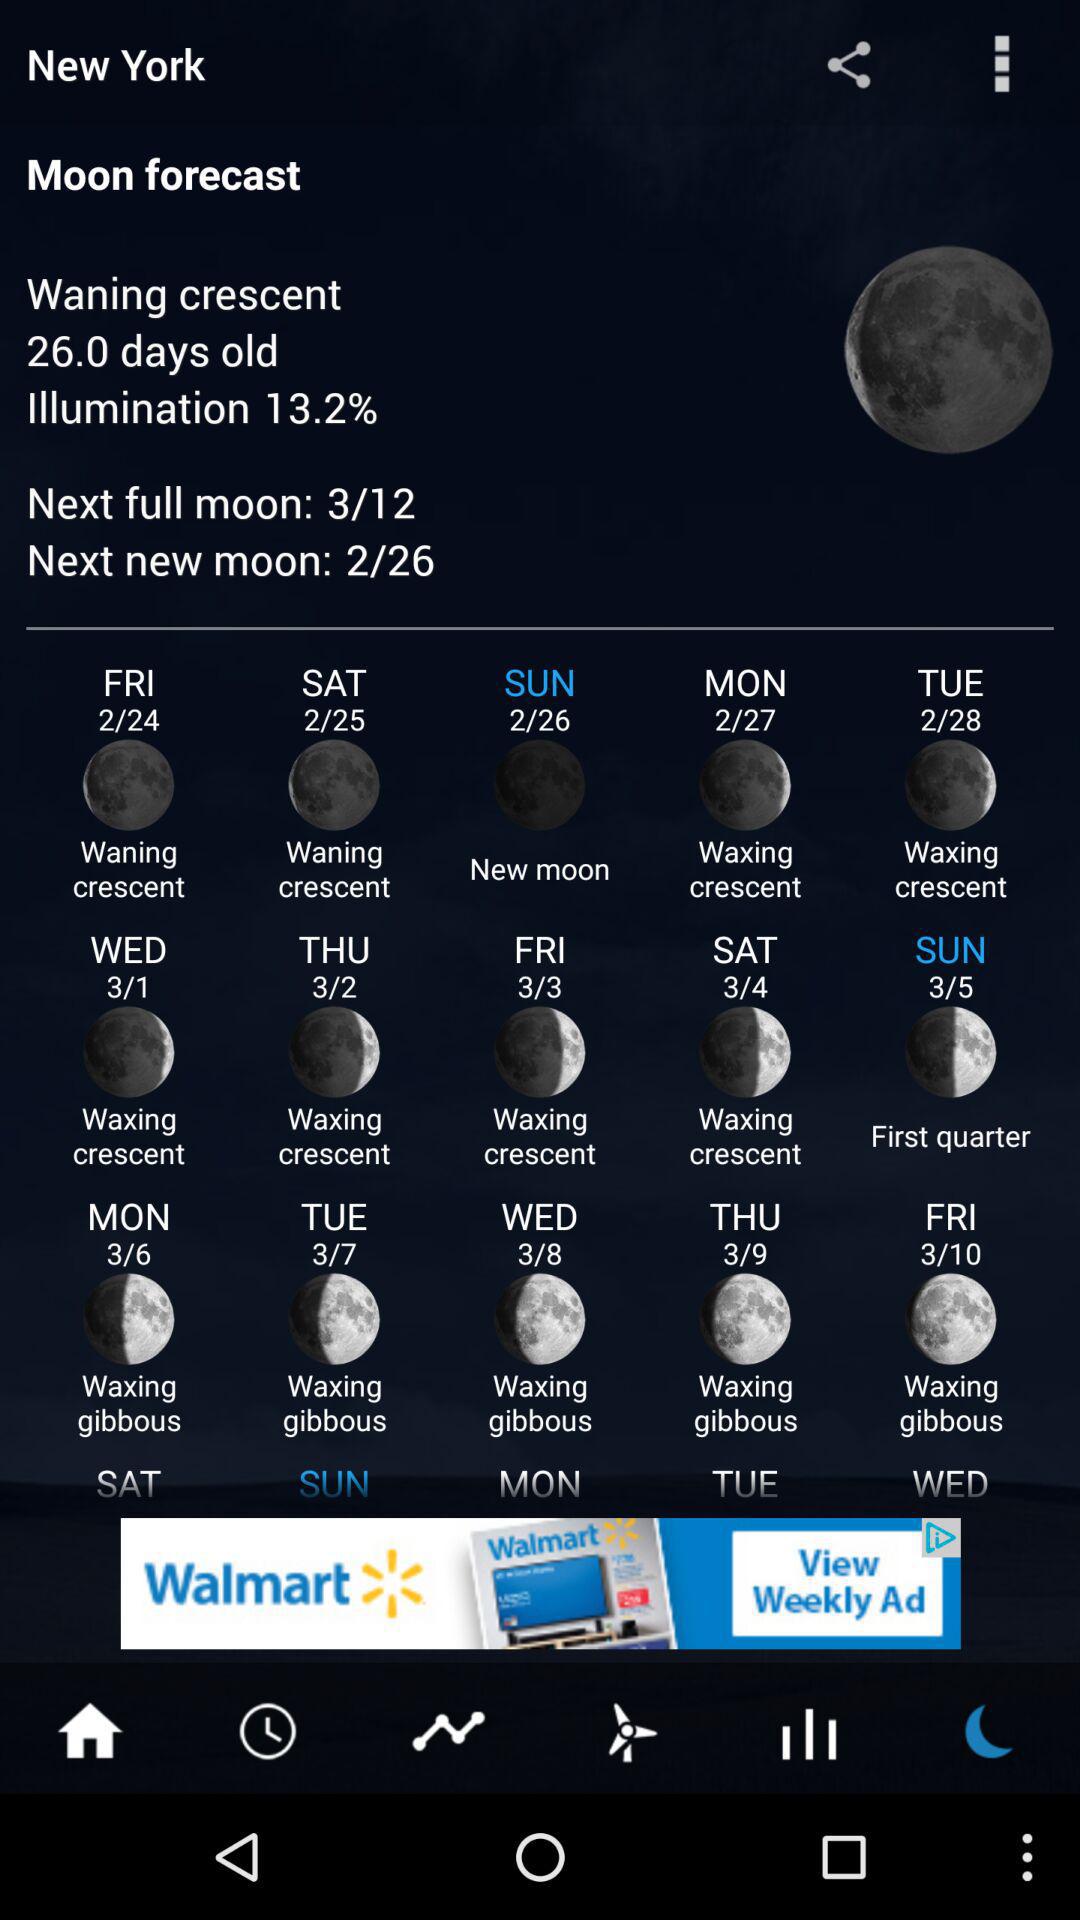 New York
Moon forecast
Waning crescent
26.0 days old
Illumination 13.2%
Next full moon: 3/12
Next new moon: 2/26
FRI SAT SUN MON TUE
2/24 2/25 2/26 2/27 2/28
Waning crescent Waning crescent New moon Waxing crescent Waxing crescent
WED THU FRI SAT SUN
3/1 3/2 3/3 3/4 3/5
Waxing crescent Waxing crescent Waxing crescent Waxing crescent First quarter
MON TUE WED THU FRI
3/6 3/7 3/8 3/9 3/10
Waxing gibbous Waxing gibbous Waxing gibbous Waxing gibbous Waxing gibbous
SAT SUN MON TUE WED
Walmart
Walmart
View
Weekly Ad